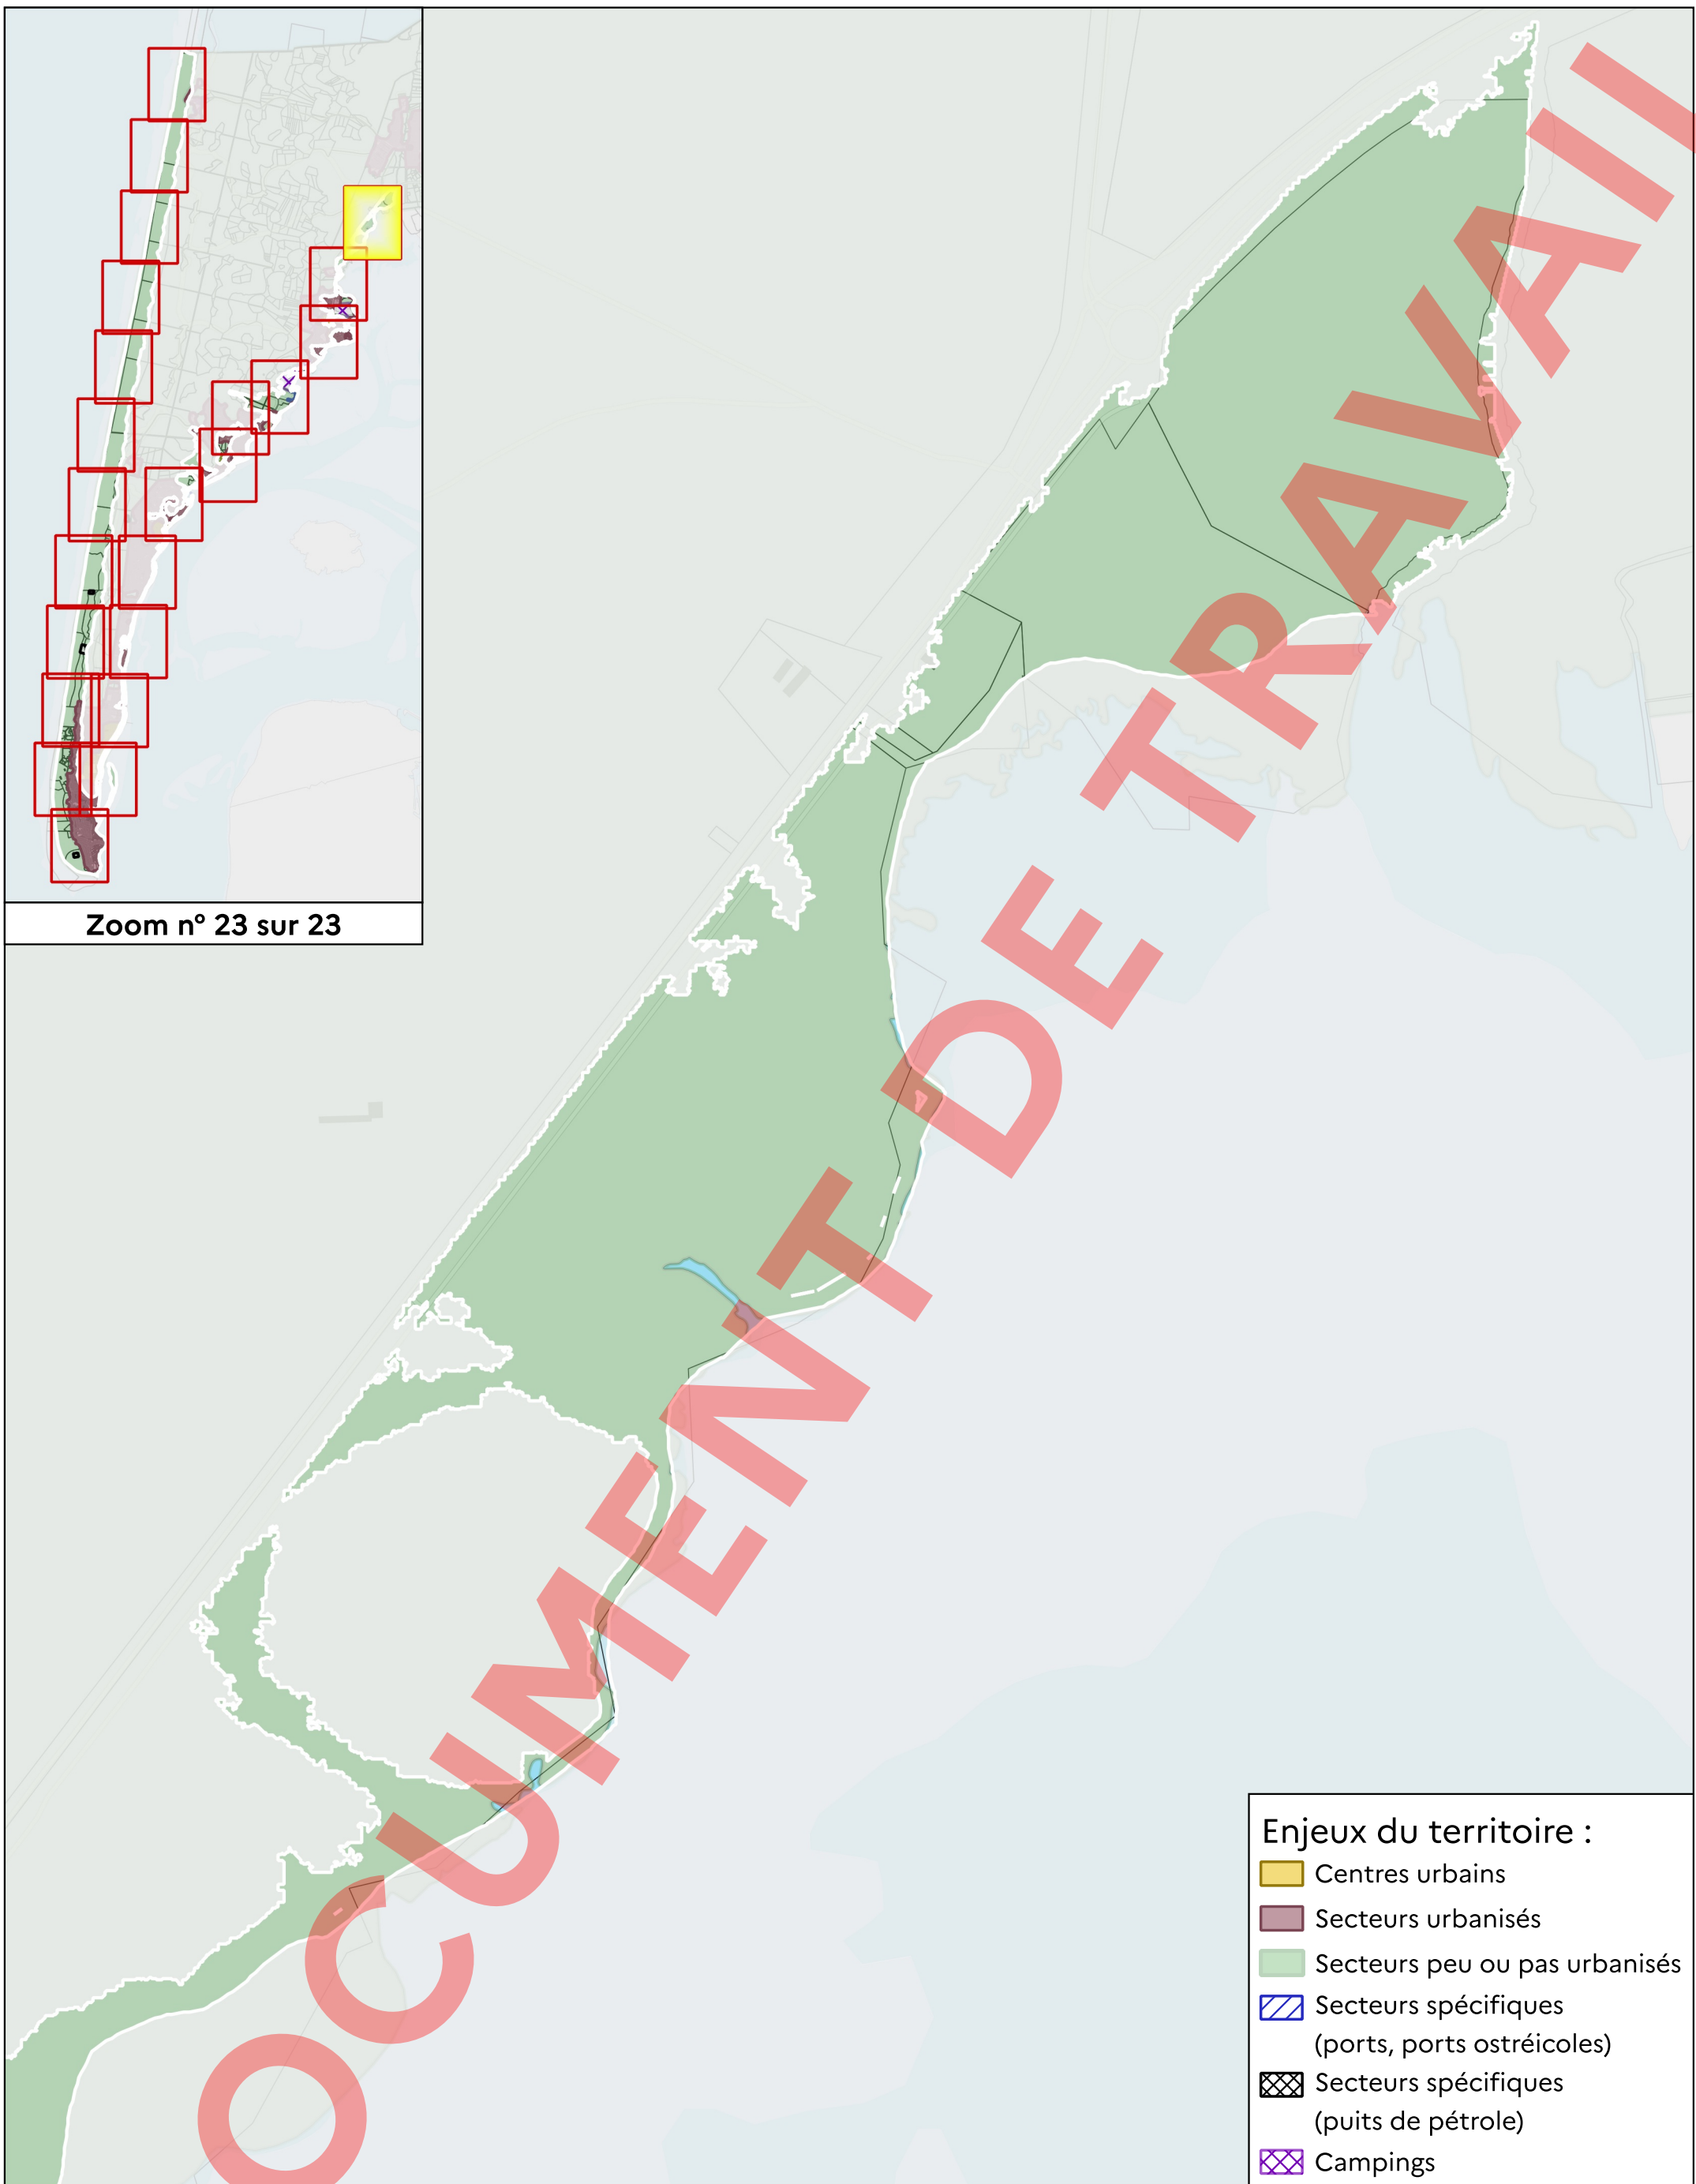 Zoom n° 23 sur 23
OCUMENT DE TRAVAIL
Enjeux du territoire :
Centres urbains
Secteurs urbanisés
Secteurs peu ou pas urbanisés
Secteurs spécifiques
(ports, ports ostréicoles)
Secteurs spécifiques
(puits de pétrole)
Campings